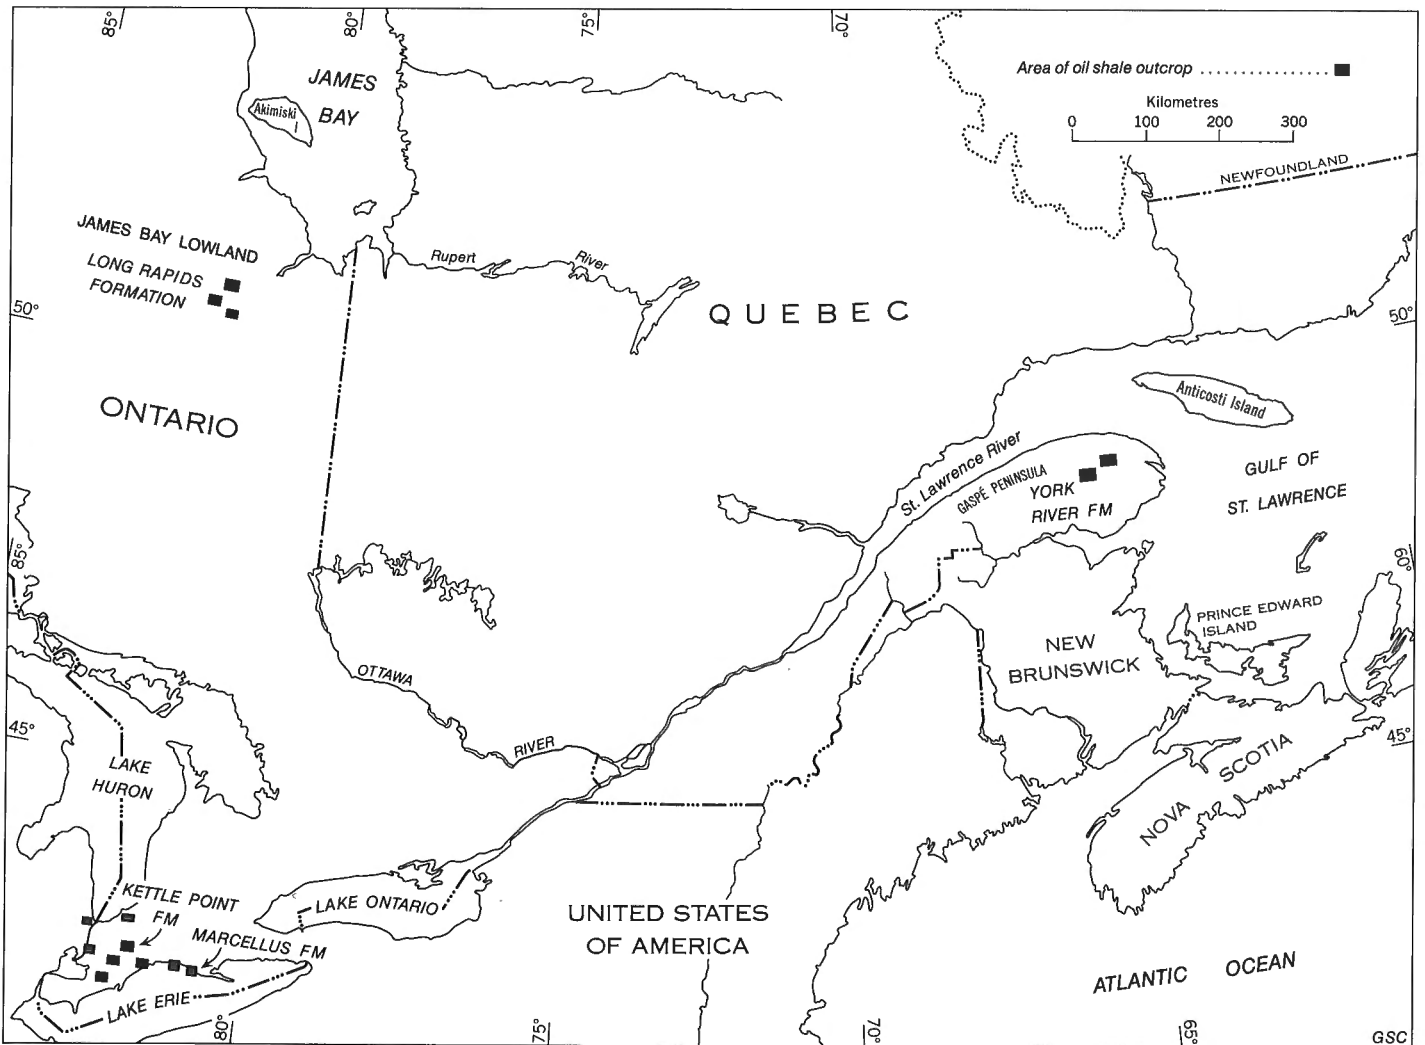 85°
80°
75°
70°
JAMES
BAY
Akimiski
I
Area of oil shale outcrop
Kilometres
0 100 200 300
NEWFOUNDLAND
JAMES BAY LOWLAND
LONG RAPIDS
FORMATION
Rupert River
50°
QUEBEC
50°
ONTARIO
Anticosti Island
St. Lawrence River
GASPÉ PENINSULA
YORK
RIVER FM
GULF OF
ST. LAWRENCE
85°
60°
PRINCE EDWARD
ISLAND
NEW
BRUNSWICK
OTTAWA
RIVER
45°
45°
LAKE
HURON
NOVA SCOTIA
KETTLE POINT
FM
MARCELLUS FM
LAKE ONTARIO
UNITED STATES
OF AMERICA
LAKE ERIE
ATLANTIC OCEAN
80°
75°
70°
65°
GSC